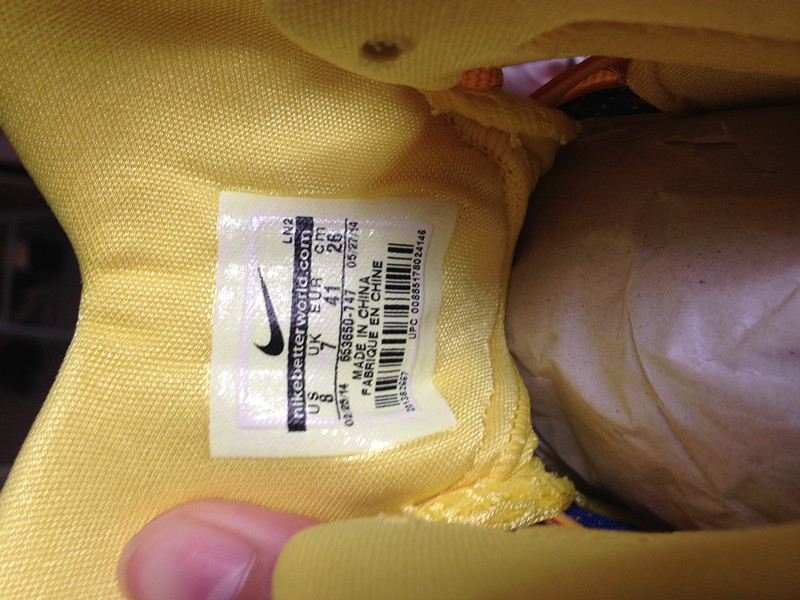 LN2
nikebetterworld.com
US UK EUR cm
8 7 41 26
02/25/14 653650-747 05/27/14
MADE IN CHINA
FABRIQUE EN CHINE
UPC 00885178024146